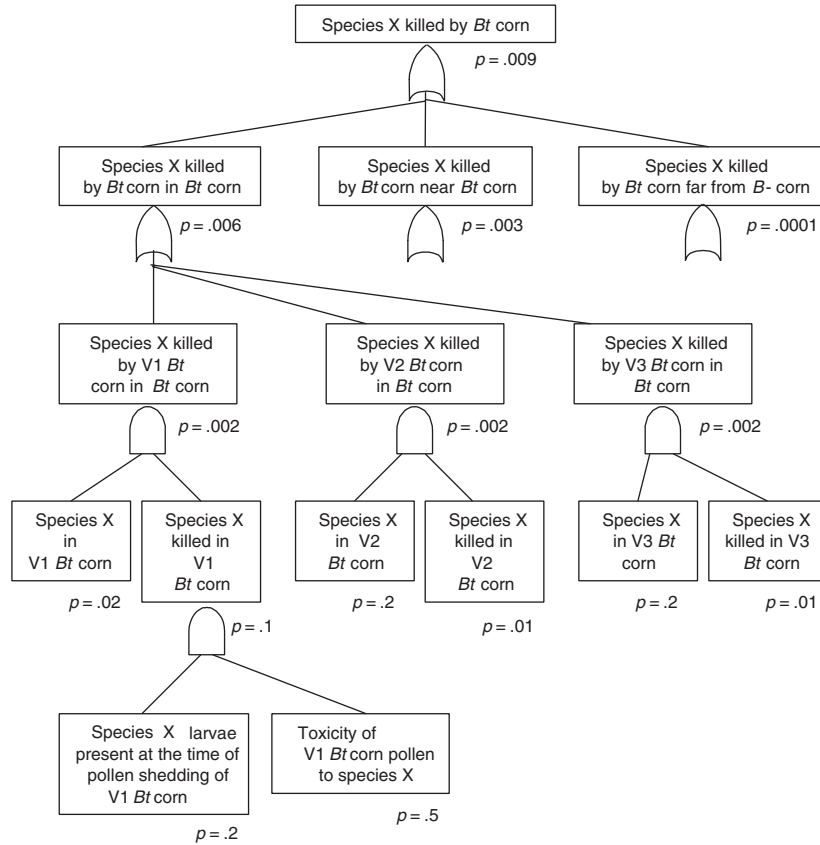 Species X killed by Bt corn
p = .009
Species X killed
by Bt corn in Bt corn
p = .006
Species X killed
by Bt corn near Bt corn
p = .003
Species X killed
by Bt corn far from B- corn
p = .0001
Species X killed
by V1 Bt
corn in Bt corn
p = .002
Species X killed
by V2 Bt corn
in Bt corn
p = .002
Species X killed
by V3 Bt corn in
Bt corn
p = .002
Species X
in
V1 Bt corn
p = .02
Species X
killed in
V1
Bt corn
p = .1
Species X
in V2
Bt corn
p = .2
Species X
killed in
V2
Bt corn
p = .01
Species X
in V3 Bt
corn
p = .2
Species X
killed in V3
Bt corn
p = .01
Species X larvae
present at the time of
pollen shedding of
V1 Bt corn
p = .2
Toxicity of
V1 Bt corn pollen
to species X
p = .5